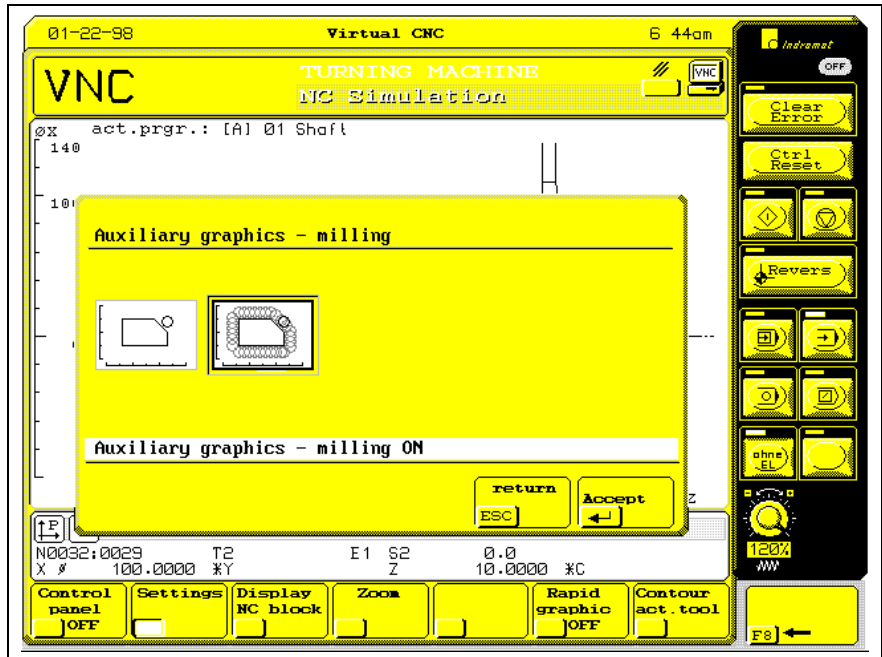 01-22-98 Virtual CNC 6 44am
Indramat
OFF
VNC
TURNING MACHINE
NC Simulation
VNC
Clear
Error
øX act.prgr.: [A] 01 Shaft
140
Ctrl
Reset
10
Auxiliary graphics - milling
Revers
Auxiliary graphics - milling ON
ohne
EL
return
ESC
Accept
Z
F
N0032:0029 T2 E1 S2 0.0
X ø 100.0000 *Y Z 10.0000 *C
120%
Control
panel
OFF
Settings
Display
NC block
Zoom
Rapid
graphic
OFF
Contour
act.tool
F8